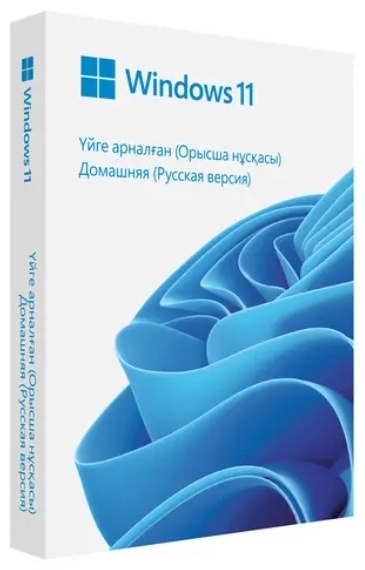 Windows 11
Үйге арналған (Орысша нұсқасы)
Домашняя (Русская версия)
Windows 11
Үйге арналған (Орысша нұсқасы)
Домашняя (Русская версия)